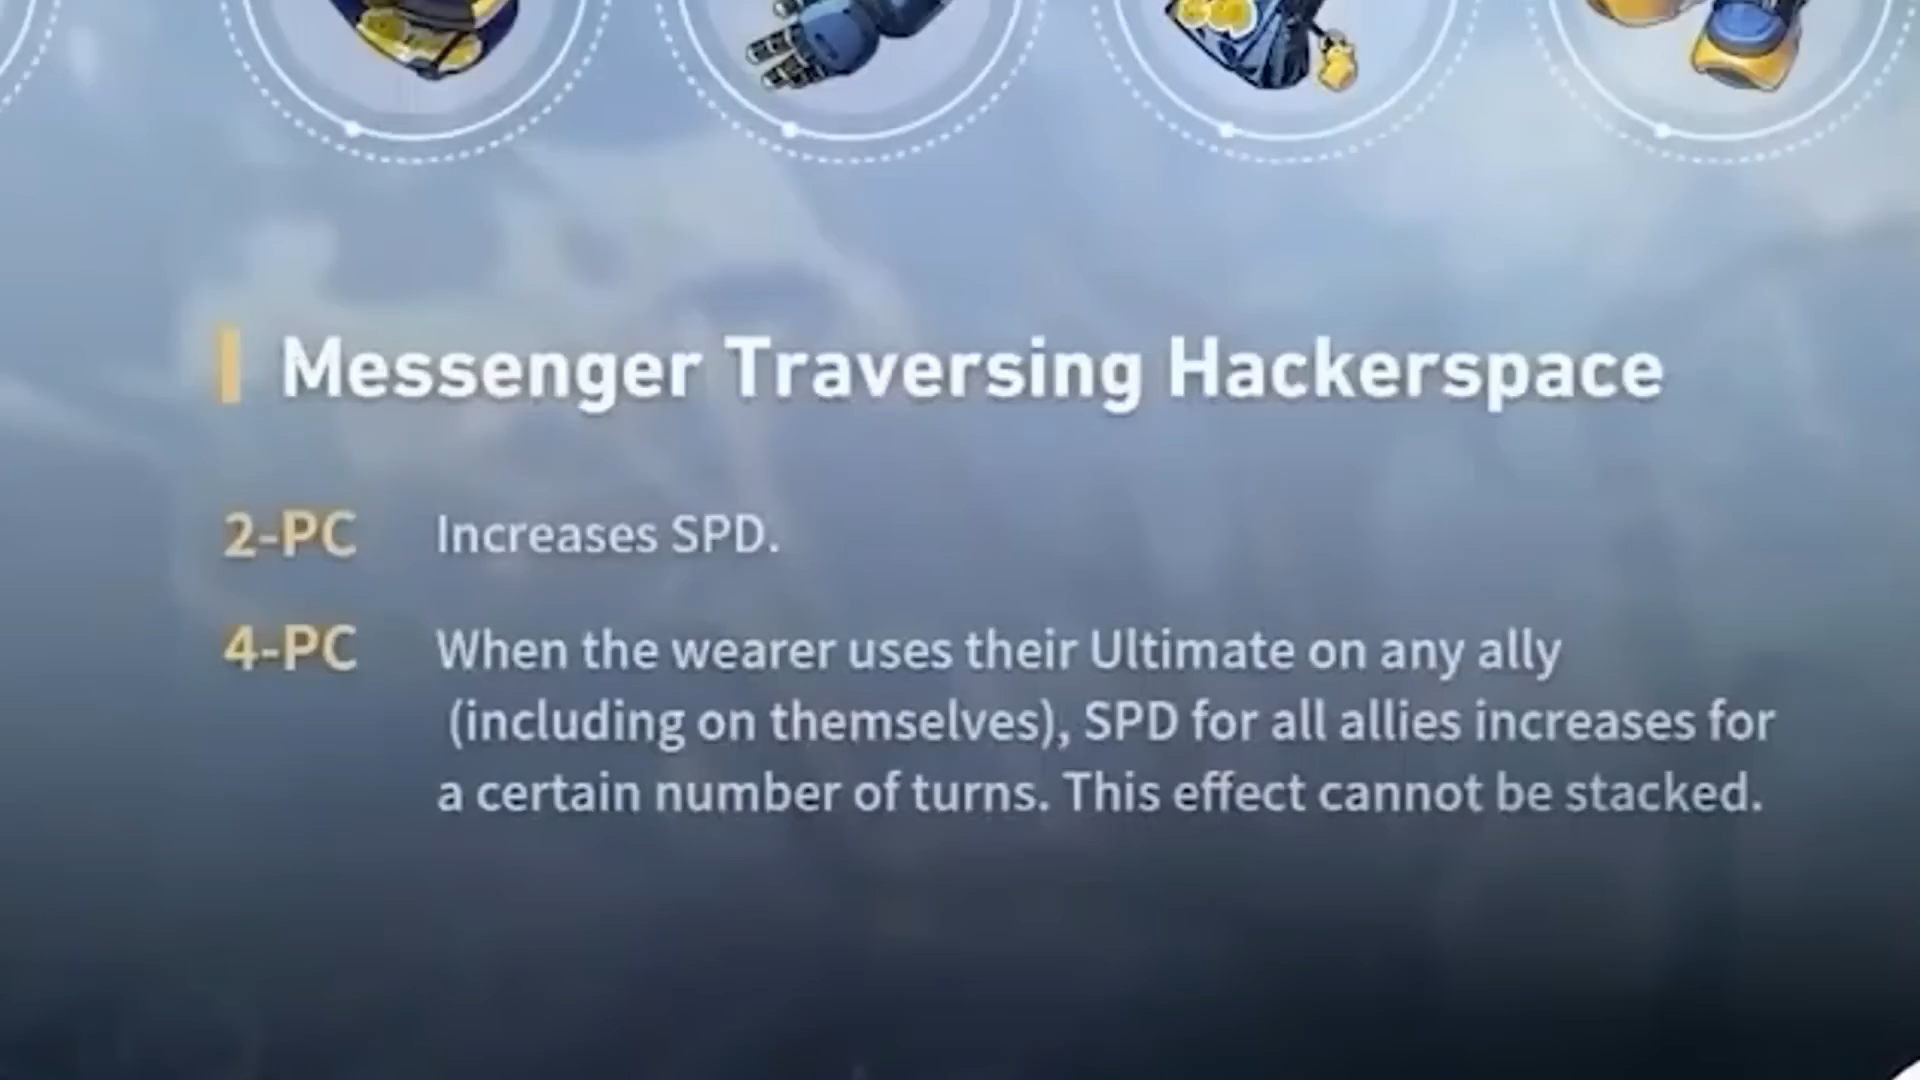 Messenger Traversing Hackerspace
2-PC Increases SPD.
4-PC When the wearer uses their Ultimate on any ally
(including on themselves), SPD for all allies increases for
a certain number of turns. This effect cannot be stacked.